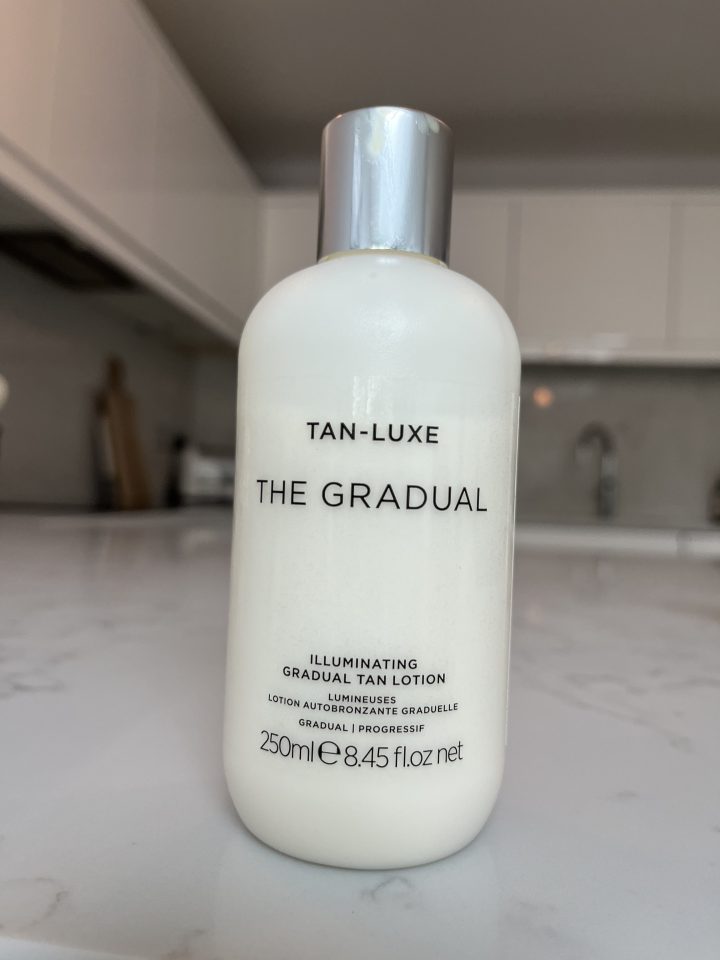 TAN-LUXE
THE GRADUAL
ILLUMINATING
GRADUAL TAN LOTION
LUMINEUSES
LOTION AUTOBRONZANTE GRADUELLE
GRADUAL | PROGRESSIF
250ml ℮ 8.45 fl.oz net